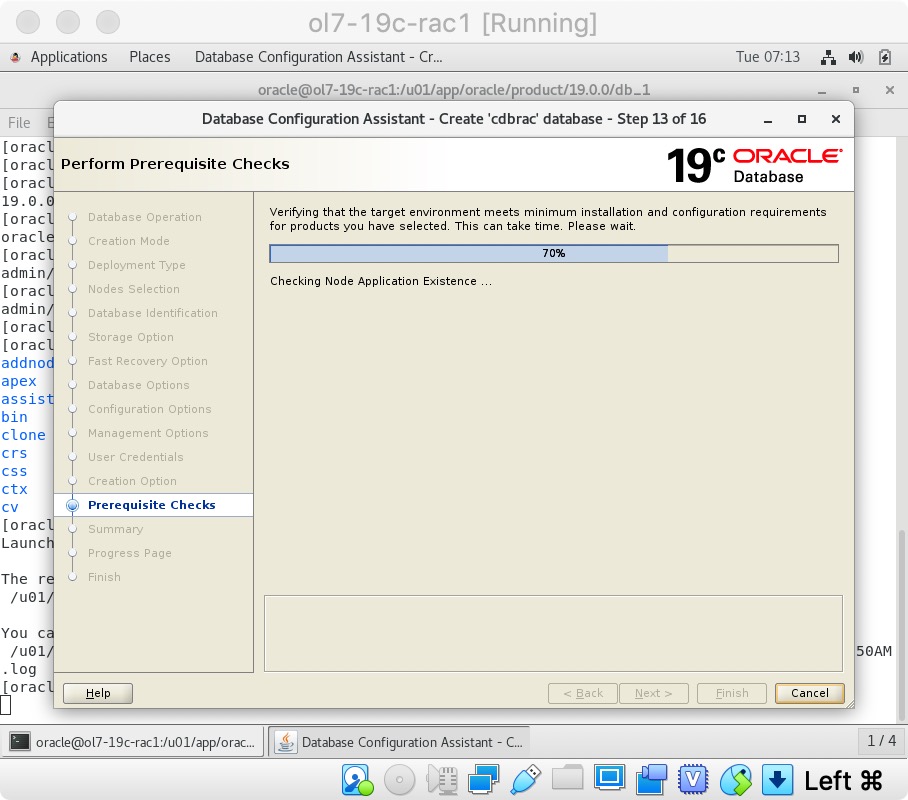 ol7-19c-rac1 [Running]
Applications Places Database Configuration Assistant - Cr... Tue 07:13
oracle@ol7-19c-rac1:/u01/app/oracle/product/19.0.0/db_1
File E
Database Configuration Assistant - Create 'cdbrac' database - Step 13 of 16
Perform Prerequisite Checks
19c ORACLE
Database
[oracl
[oracl
[oracl
19.0.0
[oracl
oracle
[oracl
admin/
[oracl
admin/
[oracl
[oracl
addnod
apex
assist
bin
clone
crs
css
ctx
cv
[oracl
Launch
The re
/u01/
You ca
/u01/
50AM
.log
[oracl
Database Operation
Creation Mode
Deployment Type
Nodes Selection
Database Identification
Storage Option
Fast Recovery Option
Database Options
Configuration Options
Management Options
User Credentials
Creation Option
Prerequisite Checks
Summary
Progress Page
Finish
Verifying that the target environment meets minimum installation and configuration requirements
for products you have selected. This can take time. Please wait.
70%
Checking Node Application Existence ...
Help < Back Next > Finish Cancel
oracle@ol7-19c-rac1:/u01/app/orac... Database Configuration Assistant - C... 1 / 4
Left ⌘